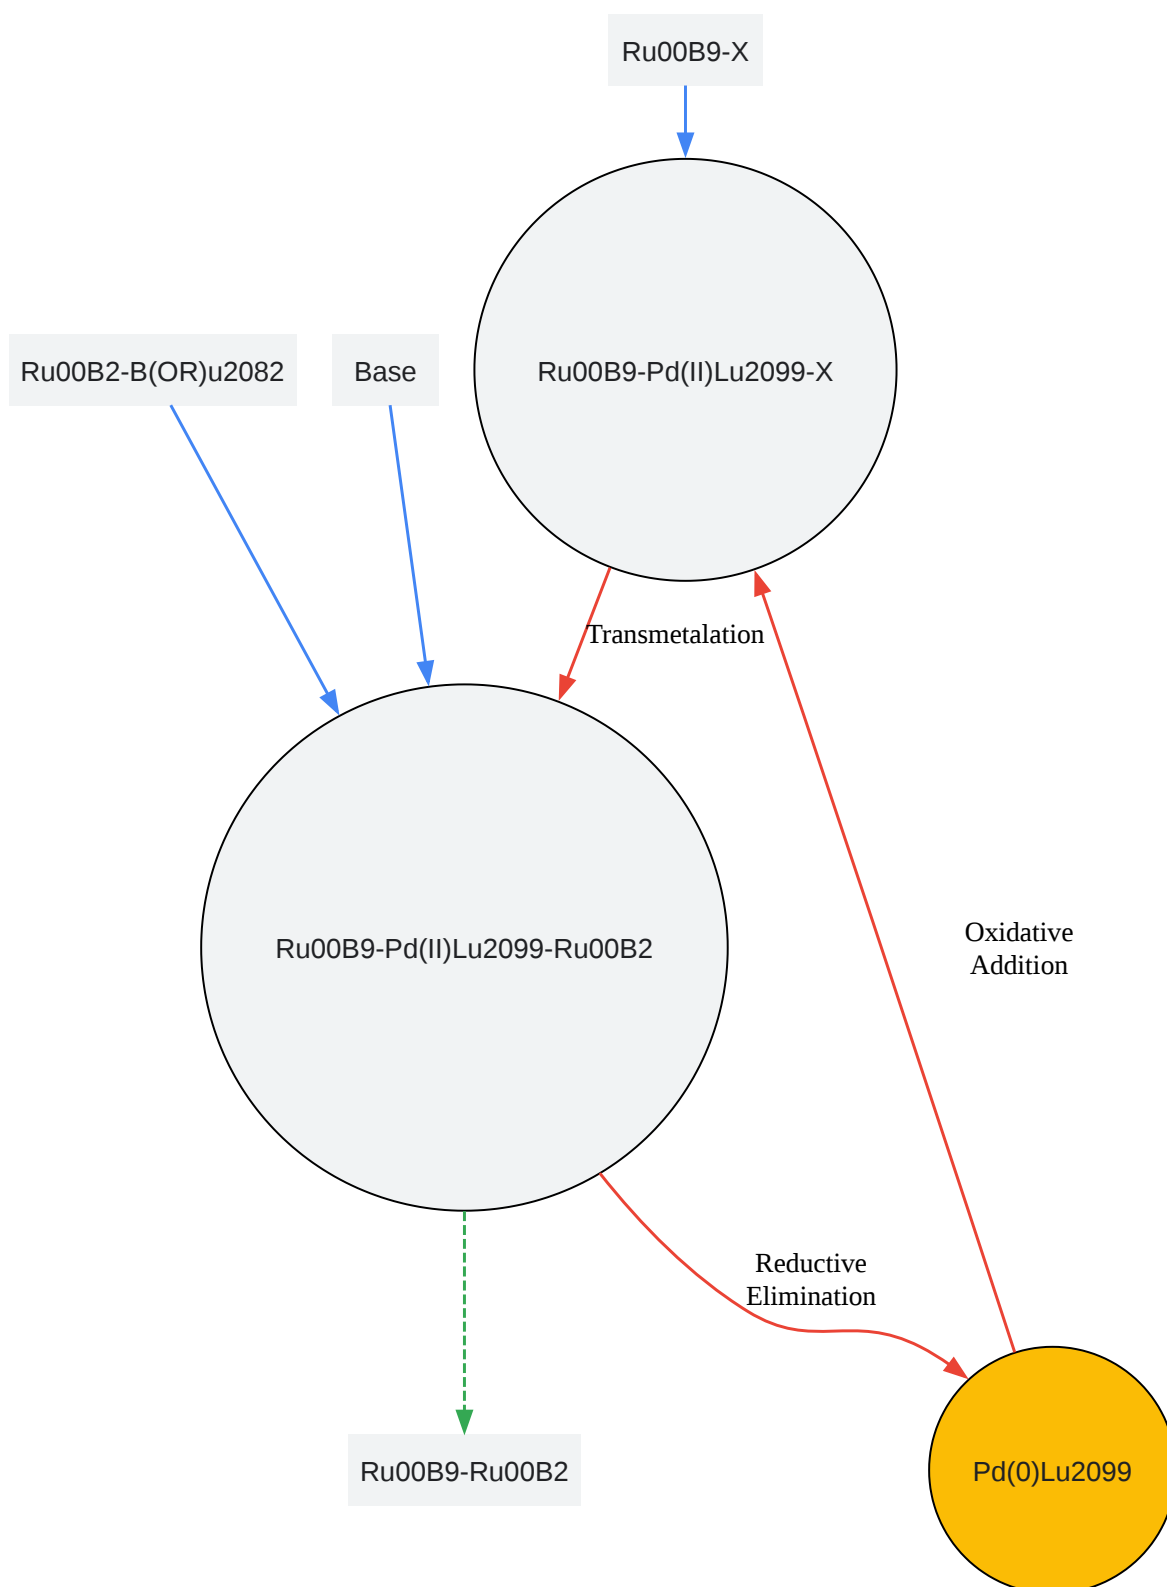 Ru00B9-X
Ru00B2-B(OR)u2082
Base
Ru00B9-Pd(II)Lu2099-X
Transmetalation
Ru00B9-Pd(II)Lu2099-Ru00B2
Oxidative
Addition
Reductive
Elimination
Ru00B9-Ru00B2
Pd(0)Lu2099